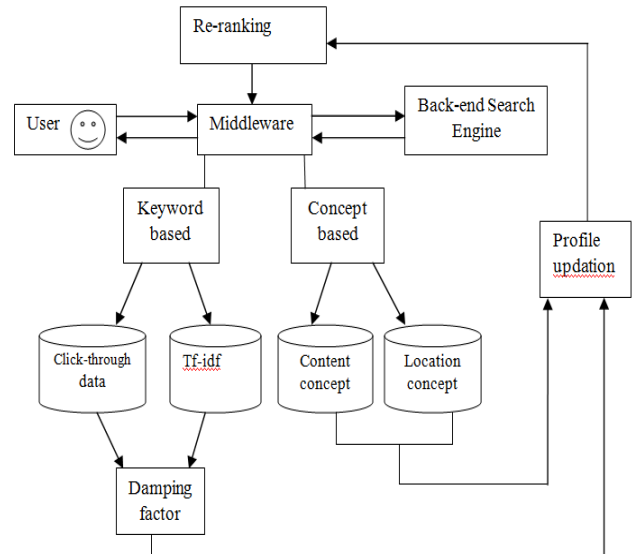 Re-ranking
User
Middleware
Back-end Search
Engine
Keyword
based
Concept
based
Profile
updation
Click-through
data
Tf-idf
Content
concept
Location
concept
Damping
factor